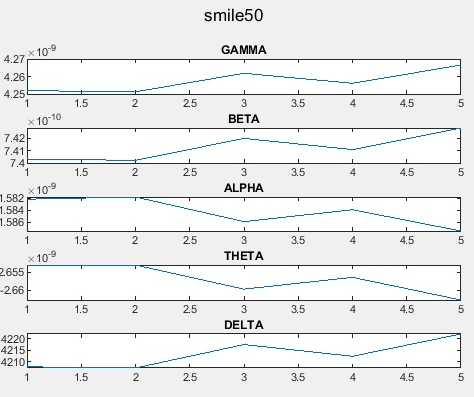 smile50
×10⁻⁹
GAMMA
4.27
4.26
4.25
1 1.5 2 2.5 3 3.5 4 4.5 5
×10⁻¹⁰
BETA
7.42
7.41
7.4
1 1.5 2 2.5 3 3.5 4 4.5 5
×10⁻⁹
ALPHA
1.582
1.584
1.586
1 1.5 2 2.5 3 3.5 4 4.5 5
×10⁻⁹
THETA
2.655
-2.66
1 1.5 2 2.5 3 3.5 4 4.5 5
DELTA
4220
4215
4210
1 1.5 2 2.5 3 3.5 4 4.5 5